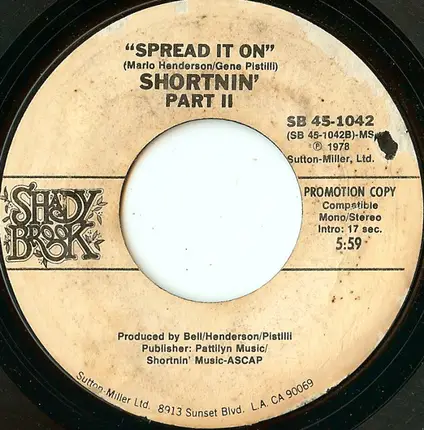 "SPREAD IT ON"
(Marlo Henderson/Gene Pistilli)
SHORTNIN'
PART II
SB 45-1042
(SB 45-1042B)-MS
℗ 1978
Sutton-Miller, Ltd.
SHADY
BROOK
PROMOTION COPY
Compatible
Mono/Stereo
Intro: 17 sec.
5:59
Produced by Bell/Henderson/Pistilli
Publisher: Pattilyn Music/
Shortnin' Music-ASCAP
Sutton-Miller Ltd. 8913 Sunset Blvd. L.A. CA 90069